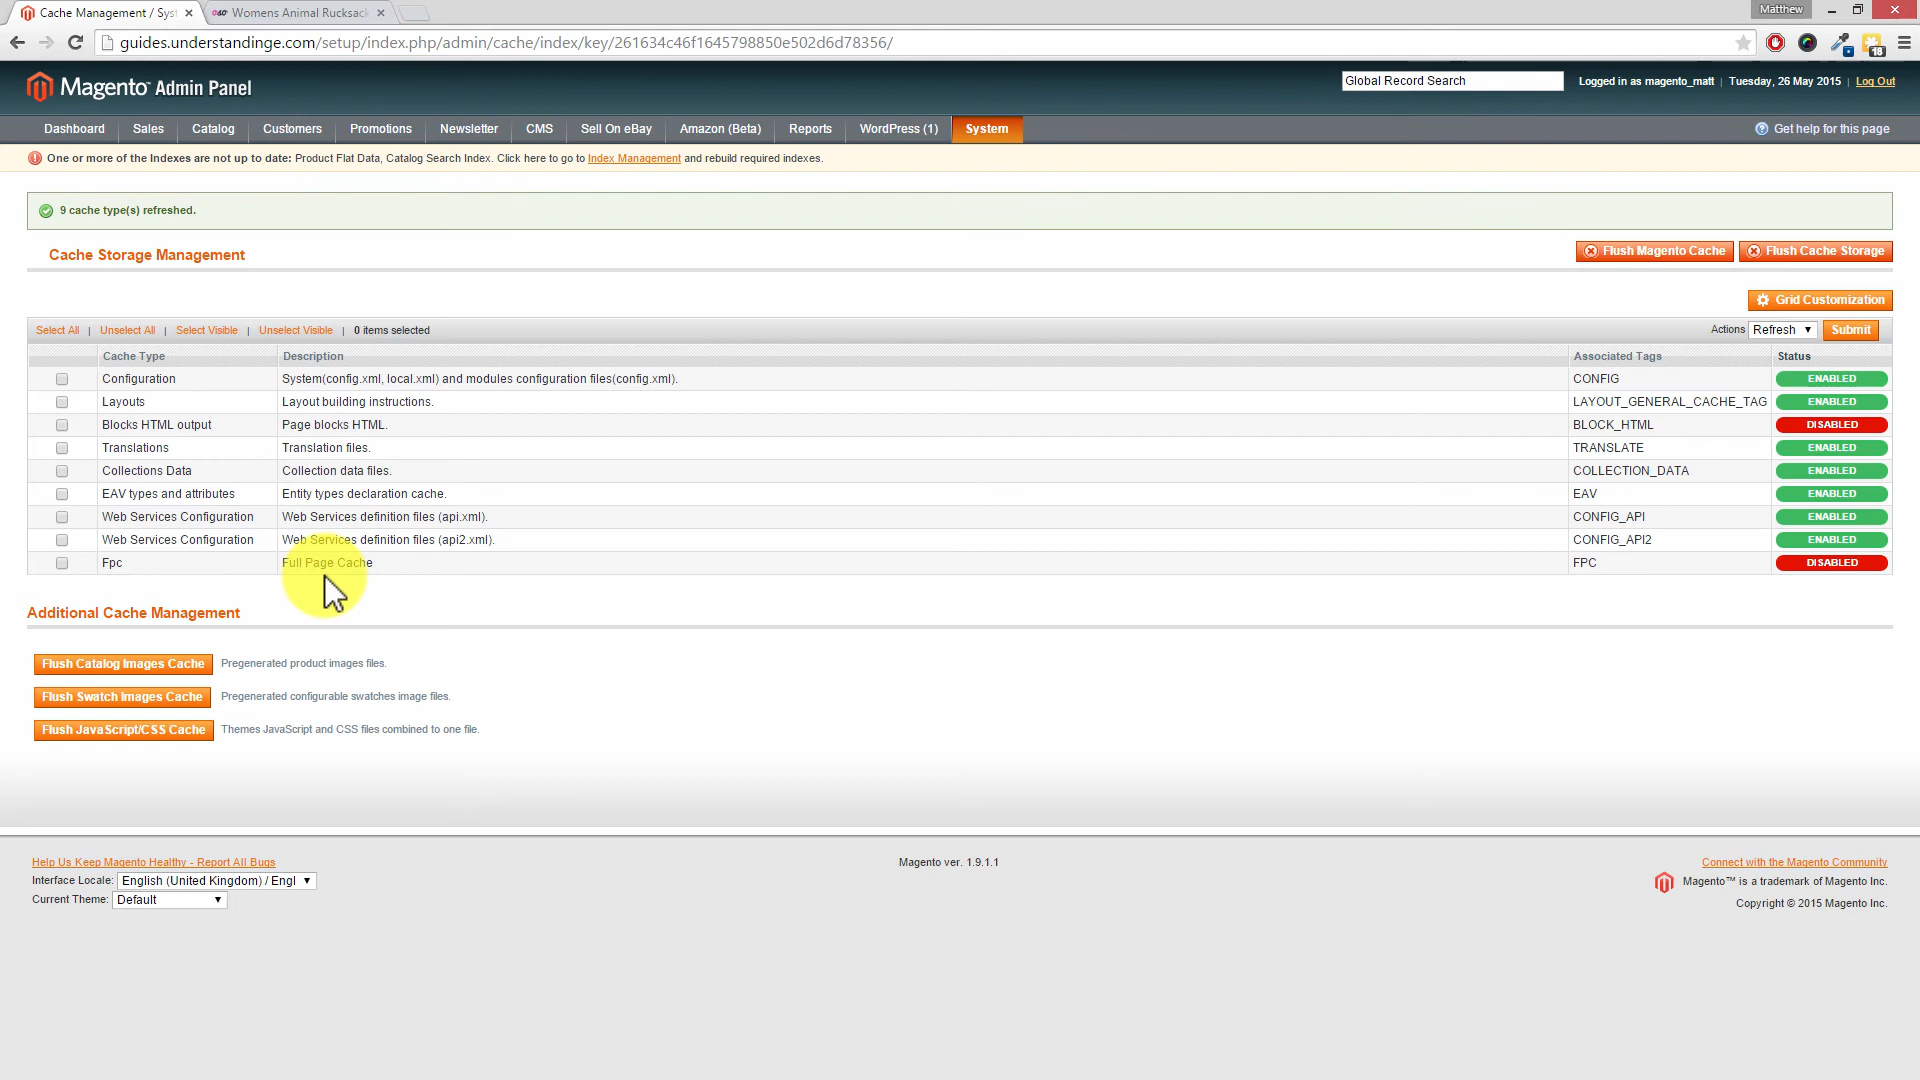 Cache Management / Sys
Womens Animal Rucksack
Matthew
guides.understandinge.com/setup/index.php/admin/cache/index/key/261634c46f1645798850e502d6d78356/
18
Magento™ Admin Panel
Global Record Search
Logged in as magento_matt | Tuesday, 26 May 2015 | Log Out
Dashboard Sales Catalog Customers Promotions Newsletter CMS Sell On eBay Amazon (Beta) Reports WordPress (1) System
Get help for this page
One or more of the Indexes are not up to date: Product Flat Data, Catalog Search Index. Click here to go to Index Management and rebuild required indexes.
9 cache type(s) refreshed.
Cache Storage Management
Flush Magento Cache Flush Cache Storage
Grid Customization
Select All | Unselect All | Select Visible | Unselect Visible | 0 items selected
Actions Refresh Submit
Cache Type Description Associated Tags Status
Configuration System(config.xml, local.xml) and modules configuration files(config.xml). CONFIG ENABLED
Layouts Layout building instructions. LAYOUT_GENERAL_CACHE_TAG ENABLED
Blocks HTML output Page blocks HTML. BLOCK_HTML DISABLED
Translations Translation files. TRANSLATE ENABLED
Collections Data Collection data files. COLLECTION_DATA ENABLED
EAV types and attributes Entity types declaration cache. EAV ENABLED
Web Services Configuration Web Services definition files (api.xml). CONFIG_API ENABLED
Web Services Configuration Web Services definition files (api2.xml). CONFIG_API2 ENABLED
Fpc Full Page Cache FPC DISABLED
Additional Cache Management
Flush Catalog Images Cache Pregenerated product images files.
Flush Swatch Images Cache Pregenerated configurable swatches image files.
Flush JavaScript/CSS Cache Themes JavaScript and CSS files combined to one file.
Help Us Keep Magento Healthy - Report All Bugs
Magento ver. 1.9.1.1
Connect with the Magento Community
Interface Locale: English (United Kingdom) / Engl
Magento™ is a trademark of Magento Inc.
Current Theme: Default
Copyright © 2015 Magento Inc.